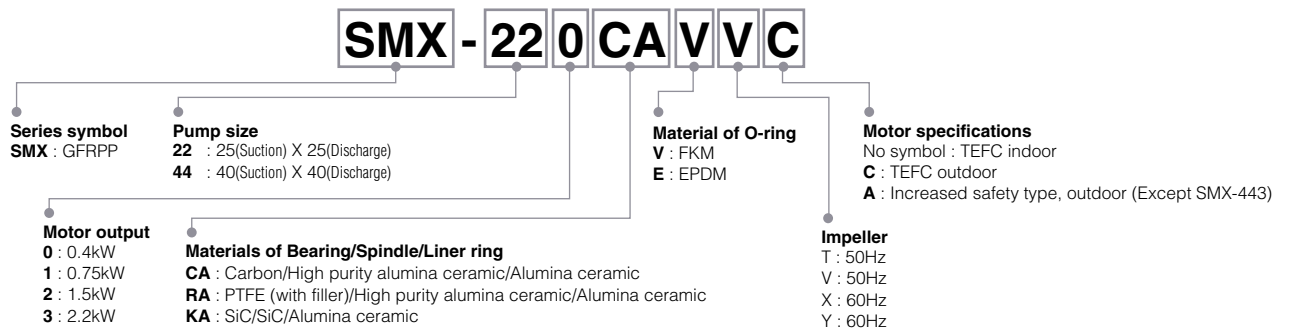 SMX - 22 0 CA V V C
Series symbol
SMX : GFRPP
Pump size
22 : 25(Suction) X 25(Discharge)
44 : 40(Suction) X 40(Discharge)
Material of O-ring
V : FKM
E : EPDM
Motor specifications
No symbol : TEFC indoor
C : TEFC outdoor
A : Increased safety type, outdoor (Except SMX-443)
Motor output
0 : 0.4kW
1 : 0.75kW
2 : 1.5kW
3 : 2.2kW
Materials of Bearing/Spindle/Liner ring
CA : Carbon/High purity alumina ceramic/Alumina ceramic
RA : PTFE (with filler)/High purity alumina ceramic/Alumina ceramic
KA : SiC/SiC/Alumina ceramic
Impeller
T : 50Hz
V : 50Hz
X : 60Hz
Y : 60Hz